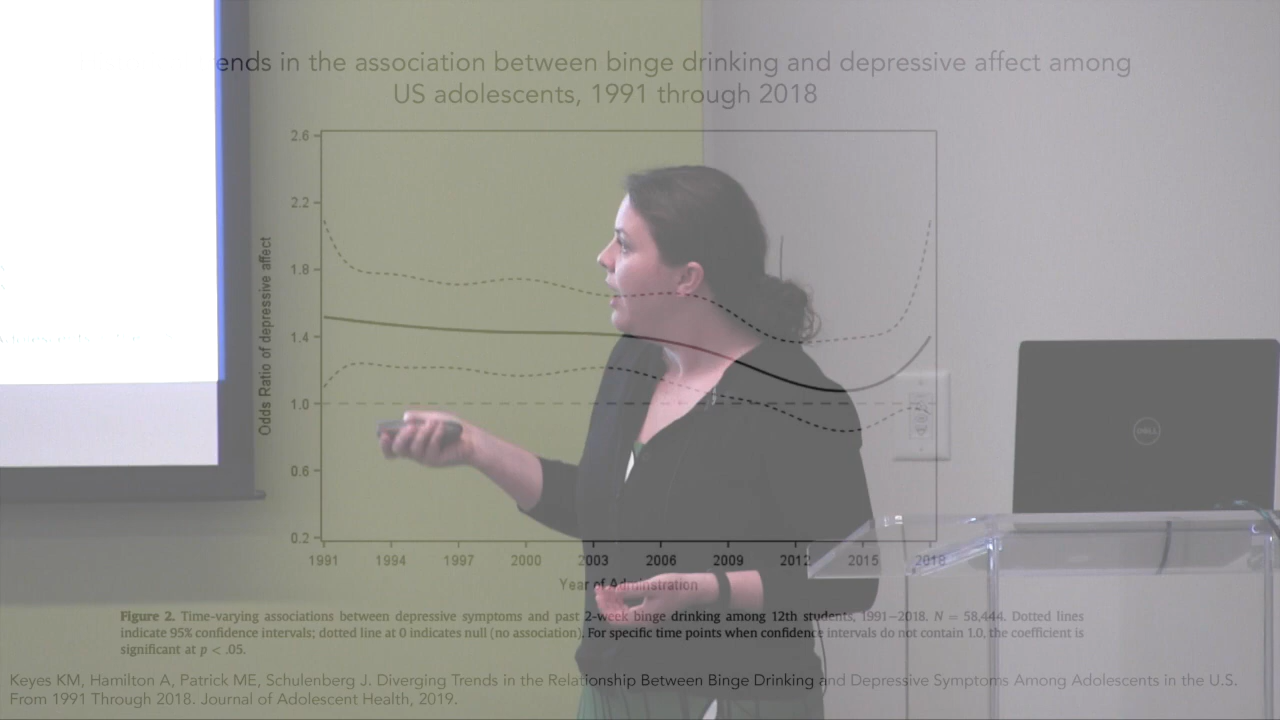 ends in the association between binge drinking and depressive affect among
US adolescents, 1991 through 2018
2.6
2.2
1.8
1.4
1.0
0.6
0.2
Odds Ratio of depressive affect
1991 1994 1997 2000 2003 2006 2009 2012 2015 2018
Year of Administration
Figure 2. Time-varying associations between depressive symptoms and past 2-week binge drinking among 12th students, 1991–2018. N = 58,444. Dotted lines
indicate 95% confidence intervals; dotted line at 0 indicates null (no association). For specific time points when confidence intervals do not contain 1.0, the coefficient is
significant at p < .05.
Keyes KM, Hamilton A, Patrick ME, Schulenberg J. Diverging Trends in the Relationship Between Binge Drinking and Depressive Symptoms Among Adolescents in the U.S.
From 1991 Through 2018. Journal of Adolescent Health, 2019.
DELL